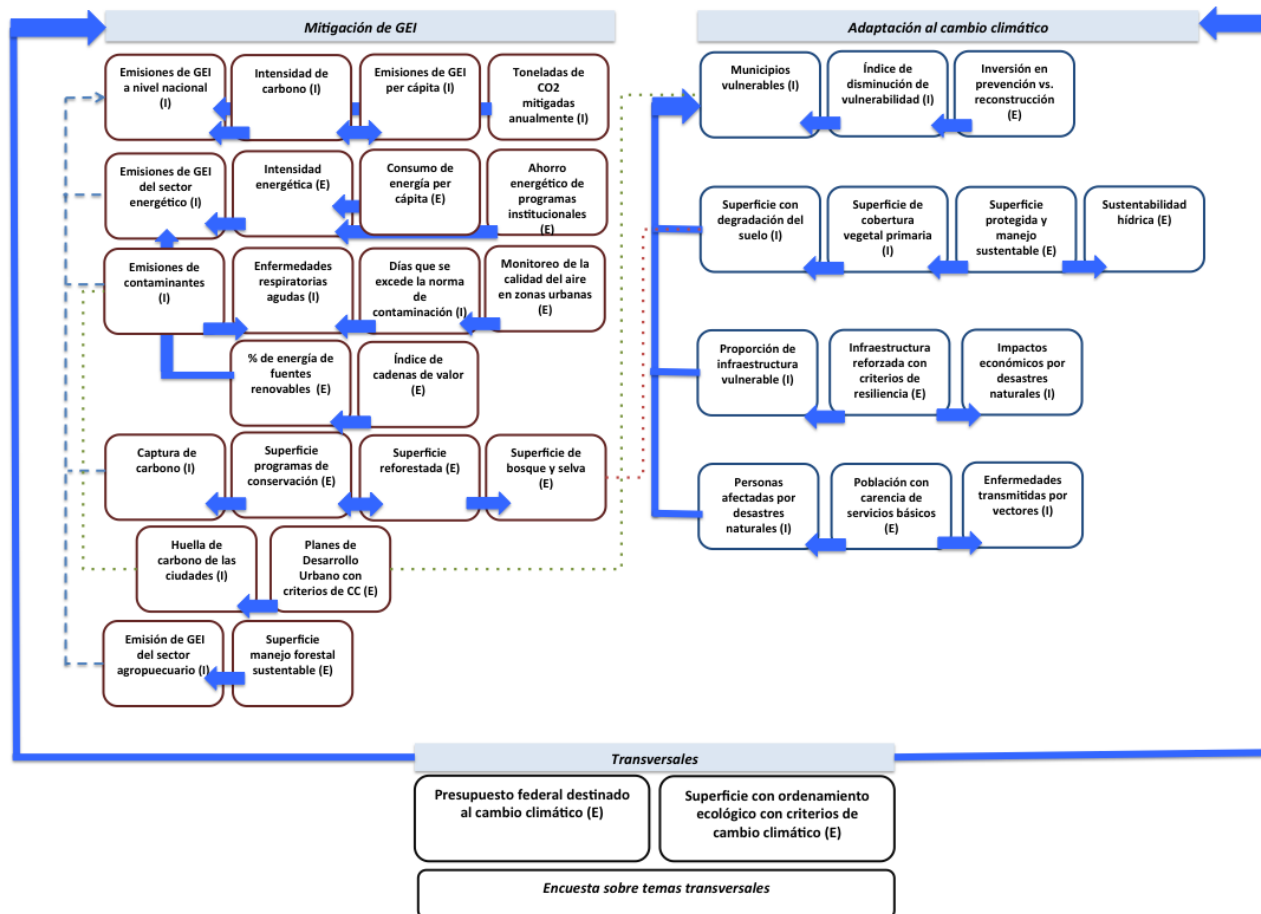 Mitigación de GEI
Emisiones de GEI
a nivel nacional
(I)
Intensidad de
carbono (I)
Emisiones de GEI
per cápita (I)
Toneladas de
CO2
mitigadas
anualmente (I)
Emisiones de GEI
del sector
energético (I)
Intensidad
energética (E)
Consumo de
energía per
cápita (E)
Ahorro
energético de
programas
institucionales
(E)
Emisiones de
contaminantes
(I)
Enfermedades
respiratorias
agudas (I)
Días que se
excede la norma
de
contaminación (I)
Monitoreo de la
calidad del aire
en zonas urbanas
(E)
% de energía de
fuentes
renovables (E)
Índice de
cadenas de valor
(E)
Captura de
carbono (I)
Superficie
programas de
conservación
(E)
Superficie
reforestada (E)
Superficie de
bosque y selva
(E)
Huella de
carbono de las
ciudades (I)
Planes de
Desarrollo
Urbano con
criterios de CC (E)
Emisión de GEI
del sector
agropuecuario (I)
Superficie
manejo forestal
sustentable (E)
Adaptación al cambio climático
Municipios
vulnerables (I)
Índice de
disminución de
vulnerabilidad (I)
Inversión en
prevención vs.
reconstrucción
(E)
Superficie con
degradación del
suelo (I)
Superficie de
cobertura
vegetal primaria
(I)
Superficie
protegida y
manejo
sustentable (E)
Sustentabilidad
hídrica (E)
Proporción de
infraestructura
vulnerable (I)
Infraestructura
reforzada con
criterios de
resiliencia (E)
Impactos
económicos por
desastres
naturales (I)
Personas
afectadas por
desastres
naturales (I)
Población con
carencia de
servicios básicos
(E)
Enfermedades
transmitidas por
vectores (I)
Transversales
Presupuesto federal destinado
al cambio climático (E)
Superficie con ordenamiento
ecológico con criterios de
cambio climático (E)
Encuesta sobre temas transversales